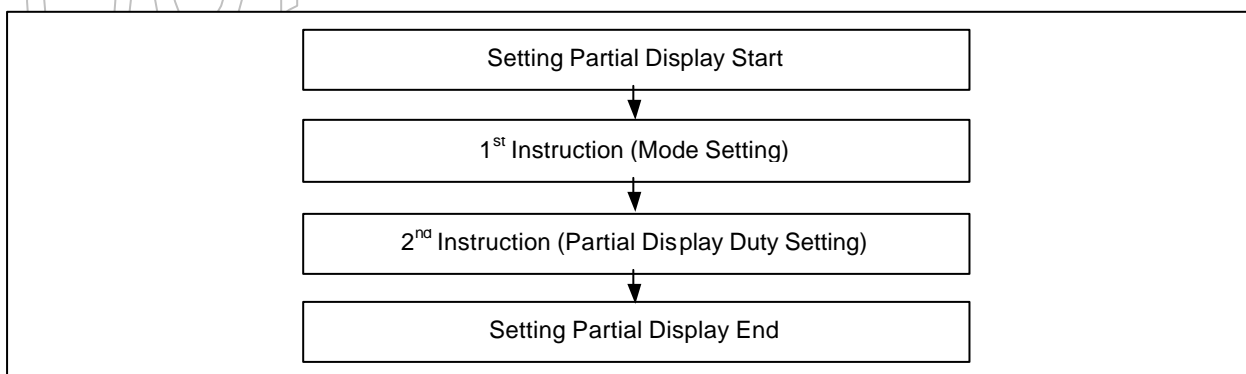 Setting Partial Display Start
1st Instruction (Mode Setting)
2nd Instruction (Partial Display Duty Setting)
Setting Partial Display End